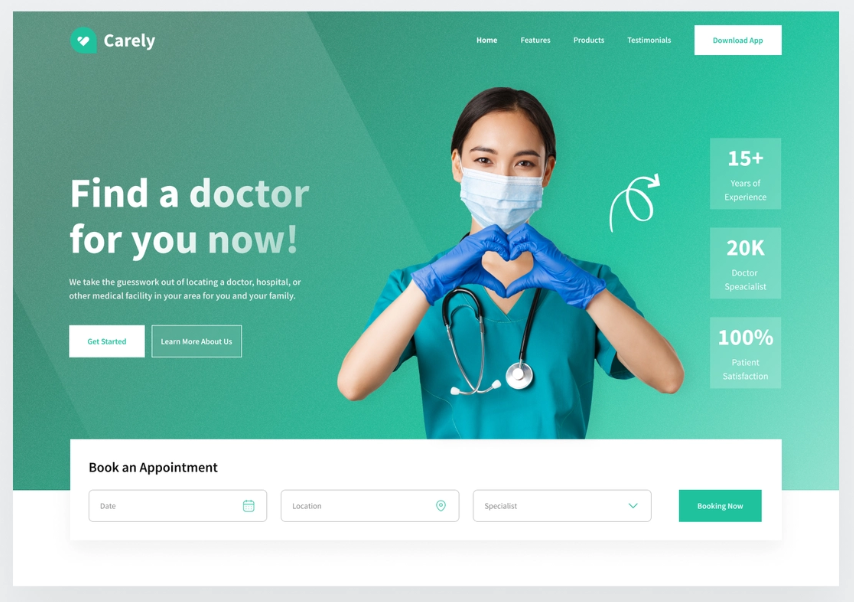 Carely
Home
Features
Products
Testimonials
Download App
Find a doctor
for you now!
We take the guesswork out of locating a doctor, hospital, or
other medical facility in your area for you and your family.
Get Started
Learn More About Us
15+
Years of
Experience
20K
Doctor
Speacialist
100%
Patient
Satisfaction
Book an Appointment
Date
Location
Specialist
Booking Now